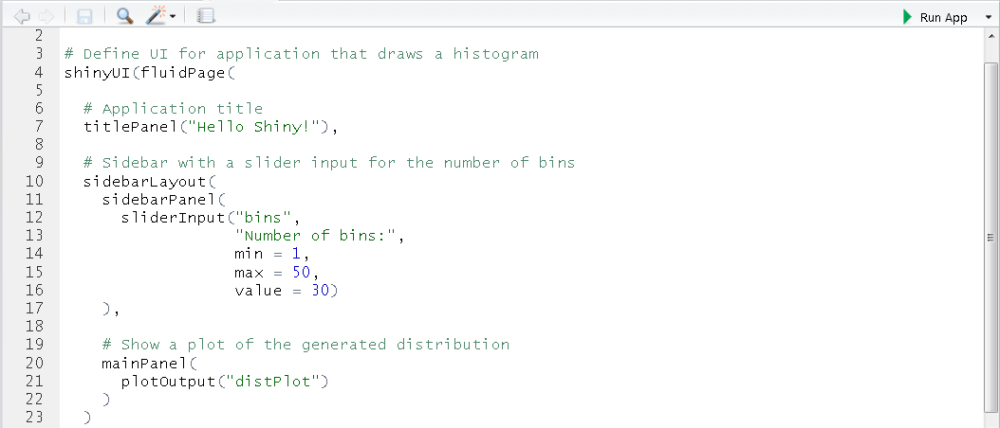 Run App
2
3 # Define UI for application that draws a histogram
4 shinyUI(fluidPage(
5
6   # Application title
7   titlePanel("Hello Shiny!"),
8
9   # Sidebar with a slider input for the number of bins
10   sidebarLayout(
11     sidebarPanel(
12       sliderInput("bins",
13                   "Number of bins:",
14                   min = 1,
15                   max = 50,
16                   value = 30)
17     ),
18
19     # Show a plot of the generated distribution
20     mainPanel(
21       plotOutput("distPlot")
22     )
23   )